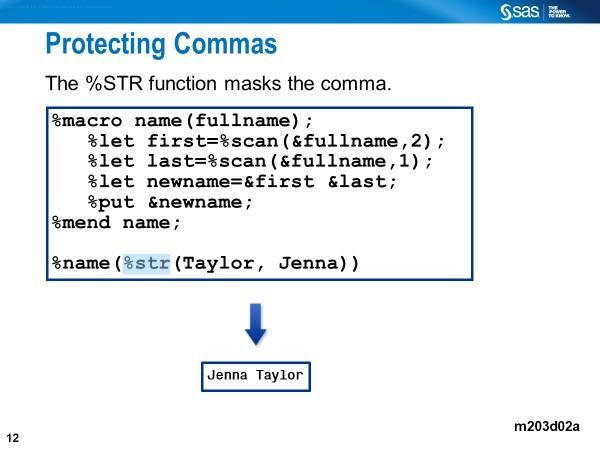 sas THE POWER TO KNOW.
Protecting Commas
The %STR function masks the comma.
%macro name(fullname);
%let first=%scan(&fullname,2);
%let last=%scan(&fullname,1);
%let newname=&first &last;
%put &newname;
%mend name;
%name(%str(Taylor, Jenna))
Jenna Taylor
m203d02a
12